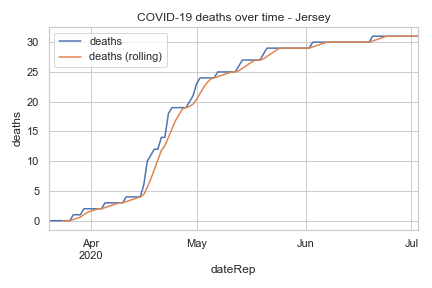 COVID-19 deaths over time - Jersey
deaths
deaths (rolling)
30
25
20
15
10
5
0
deaths
Apr
2020
May
Jun
Jul
dateRep